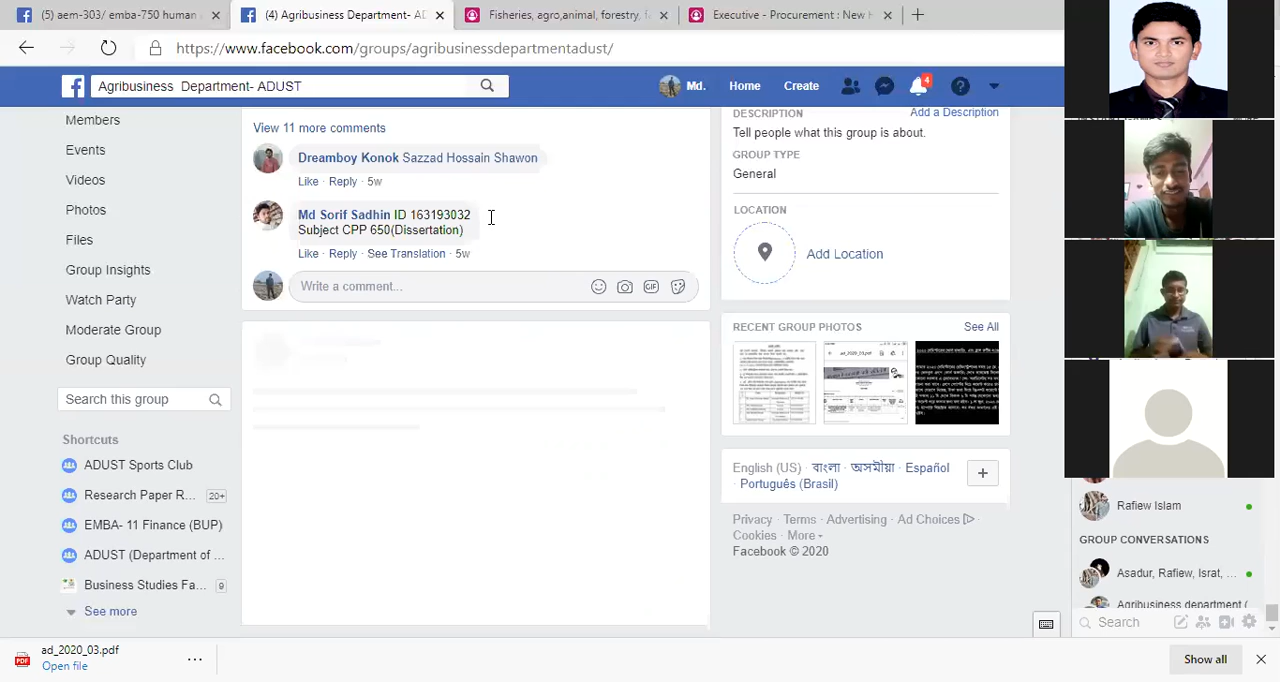 (5) aem-303/ emba-750 human
(4) Agribusiness Department- AD
Fisheries, agro,animal, forestry, f
Executive - Procurement : New H
https://www.facebook.com/groups/agribusinessdepartmentadust/
Agribusiness Department- ADUST
Md.
Home
Create
4
Members
Events
Videos
Photos
Files
Group Insights
Watch Party
Moderate Group
Group Quality
Search this group
Shortcuts
ADUST Sports Club
Research Paper R... 20+
EMBA- 11 Finance (BUP)
ADUST (Department of ...
Business Studies Fa... 9
See more
View 11 more comments
Dreamboy Konok Sazzad Hossain Shawon
Like · Reply · 5w
Md Sorif Sadhin ID 163193032
Subject CPP 650(Dissertation)
Like · Reply · See Translation · 5w
Write a comment...
GIF
DESCRIPTION
Add a Description
Tell people what this group is about.
GROUP TYPE
General
LOCATION
Add Location
RECENT GROUP PHOTOS
See All
ad_2020_03.pdf
English (US) · বাংলা · অসমীয়া · Español
· Português (Brasil)
Privacy · Terms · Advertising · Ad Choices ·
Cookies · More
Facebook © 2020
Rafiew Islam
GROUP CONVERSATIONS
Asadur, Rafiew, Israt, ...
Agribusiness department (
Search
PDF
ad_2020_03.pdf
Open file
...
Show all